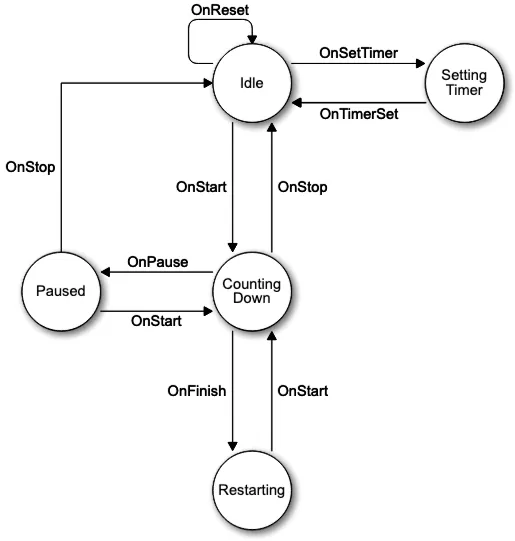 OnReset
OnSetTimer
Idle
Setting
Timer
OnTimerSet
OnStop
OnStart
OnStop
OnPause
Paused
Counting
Down
OnStart
OnFinish
OnStart
Restarting